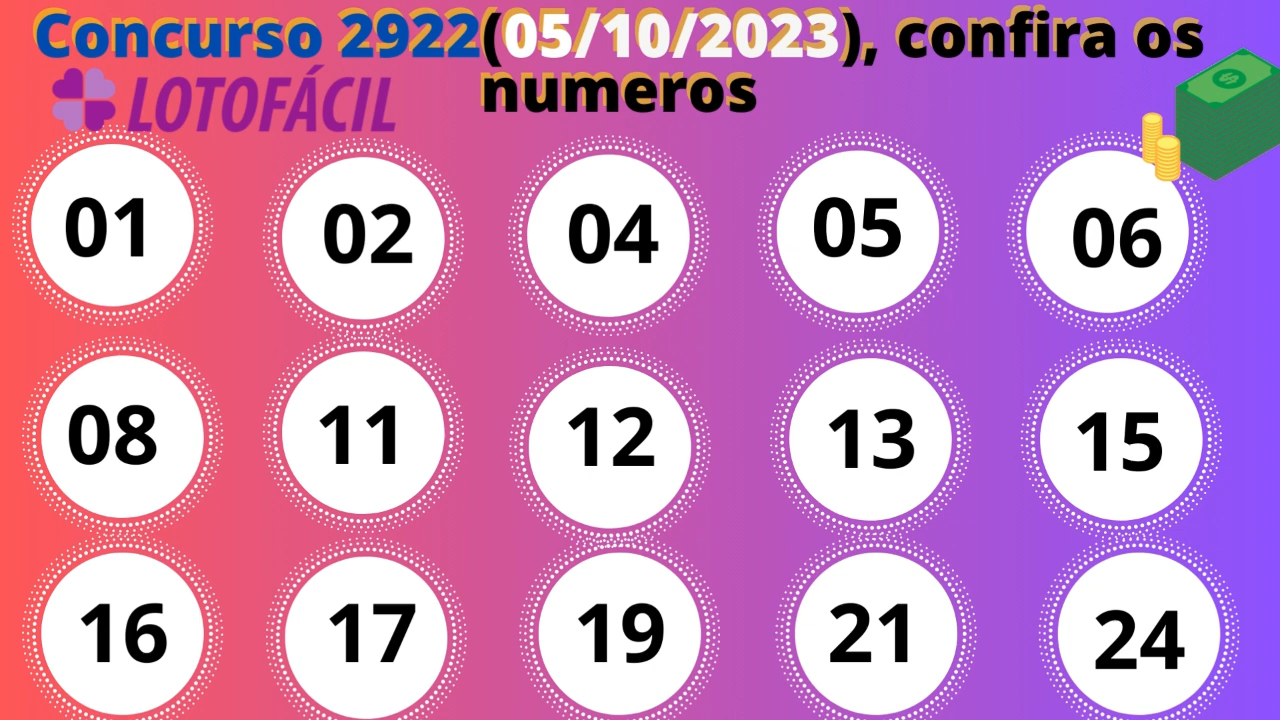 Concurso 2922(05/10/2023), confira os
numeros
LOTOFÁCIL
01 02 04 05 06
08 11 12 13 15
16 17 19 21 24